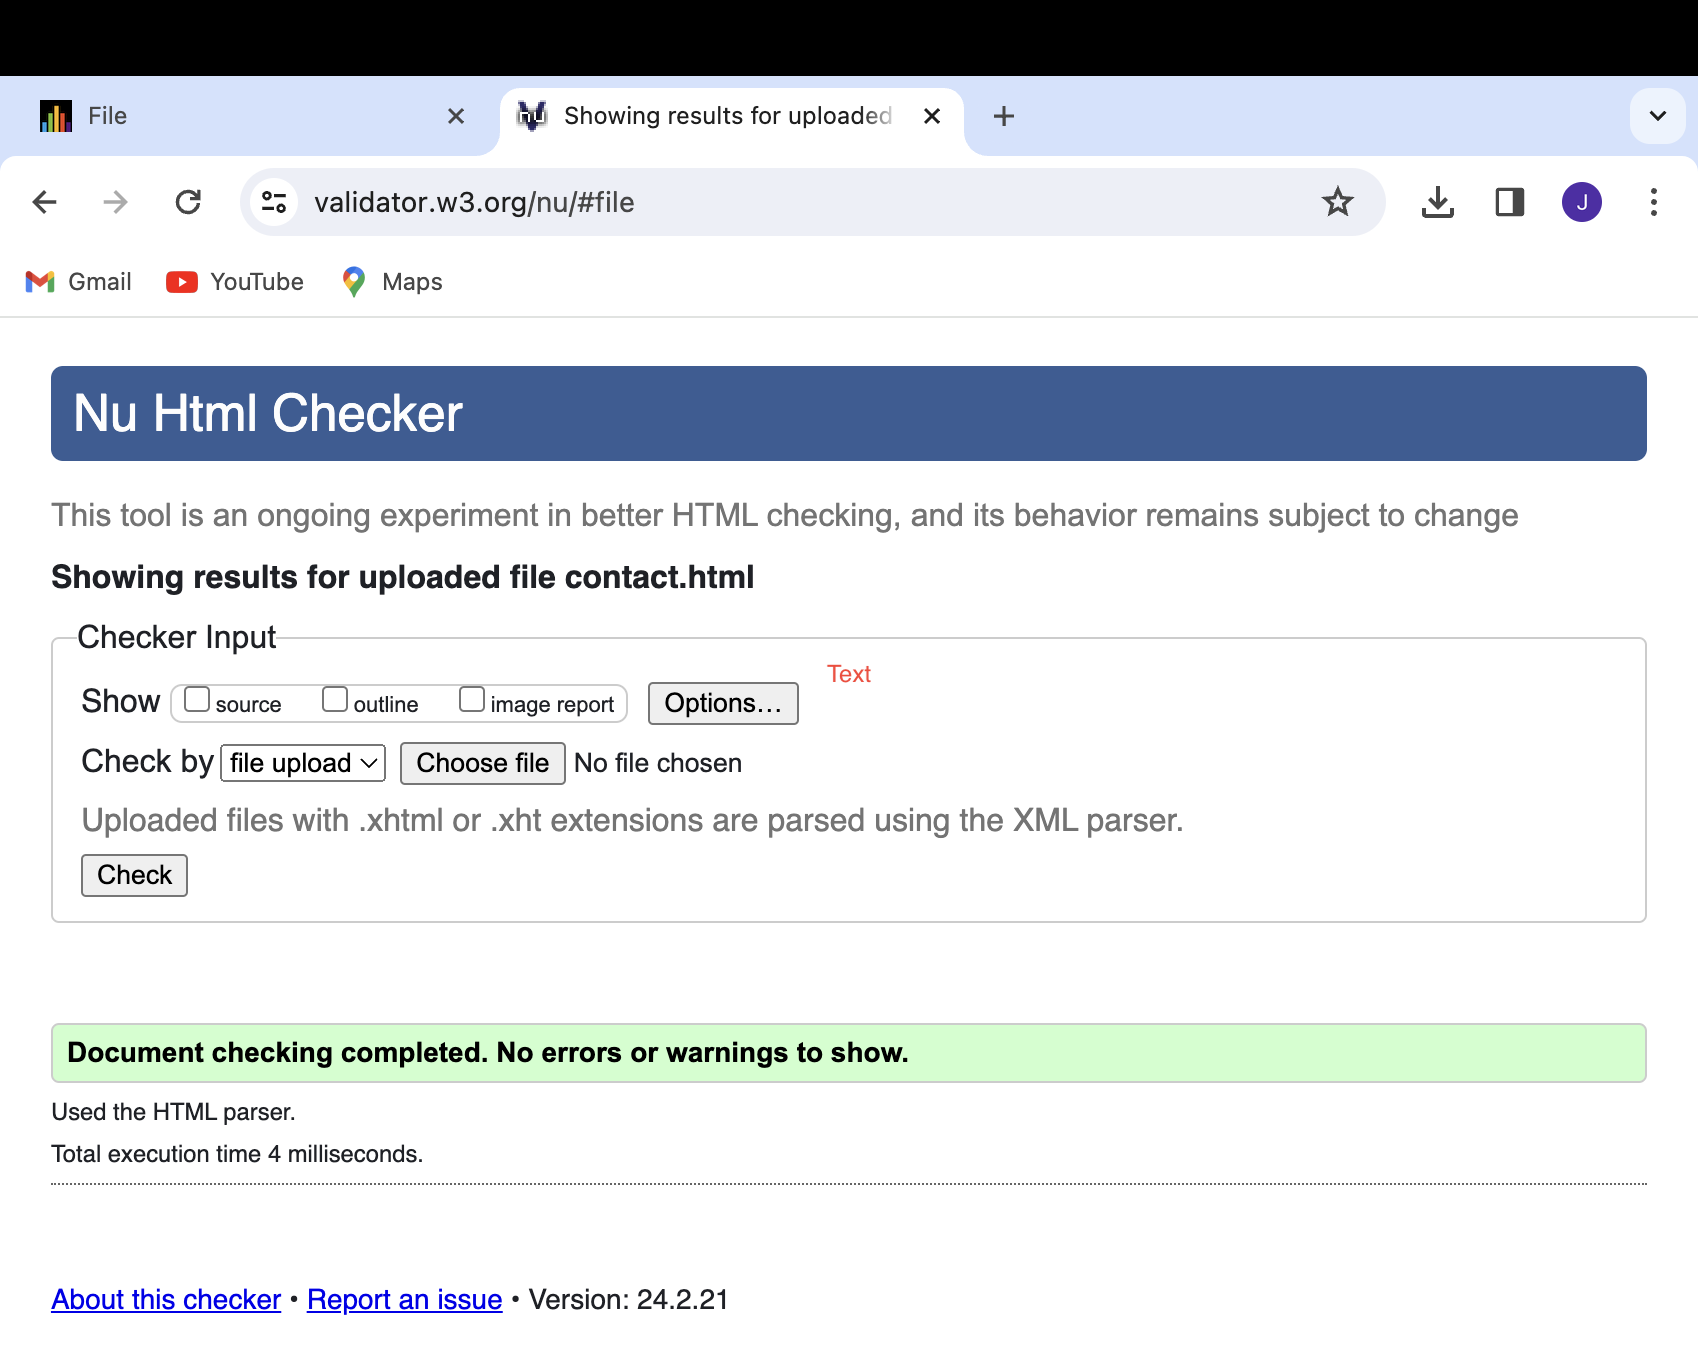 File
Showing results for uploaded
validator.w3.org/nu/#file
J
Gmail YouTube Maps
Nu Html Checker
This tool is an ongoing experiment in better HTML checking, and its behavior remains subject to change
Showing results for uploaded file contact.html
Checker Input
Text
Show source outline image report Options...
Check by file upload Choose file No file chosen
Uploaded files with .xhtml or .xht extensions are parsed using the XML parser.
Check
Document checking completed. No errors or warnings to show.
Used the HTML parser.
Total execution time 4 milliseconds.
About this checker • Report an issue • Version: 24.2.21